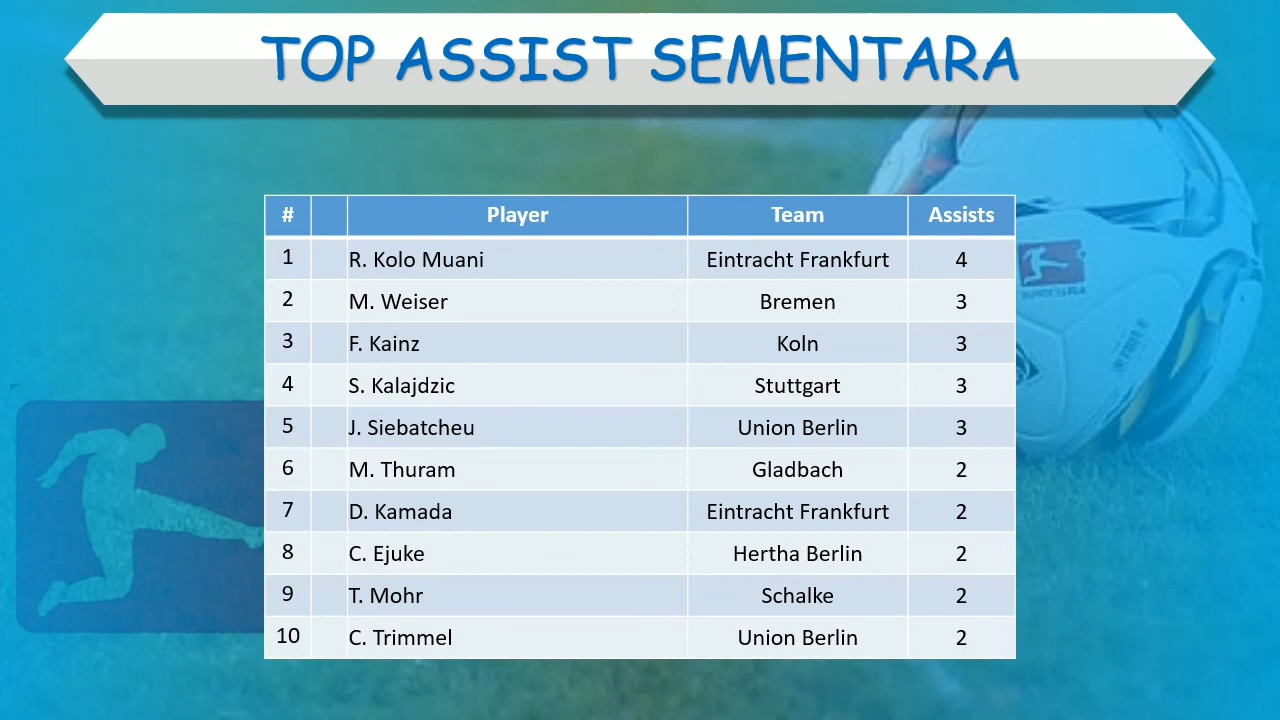 TOP ASSIST SEMENTARA
# Player Team Assists
1 R. Kolo Muani Eintracht Frankfurt 4
2 M. Weiser Bremen 3
3 F. Kainz Koln 3
4 S. Kalajdzic Stuttgart 3
5 J. Siebatcheu Union Berlin 3
6 M. Thuram Gladbach 2
7 D. Kamada Eintracht Frankfurt 2
8 C. Ejuke Hertha Berlin 2
9 T. Mohr Schalke 2
10 C. Trimmel Union Berlin 2